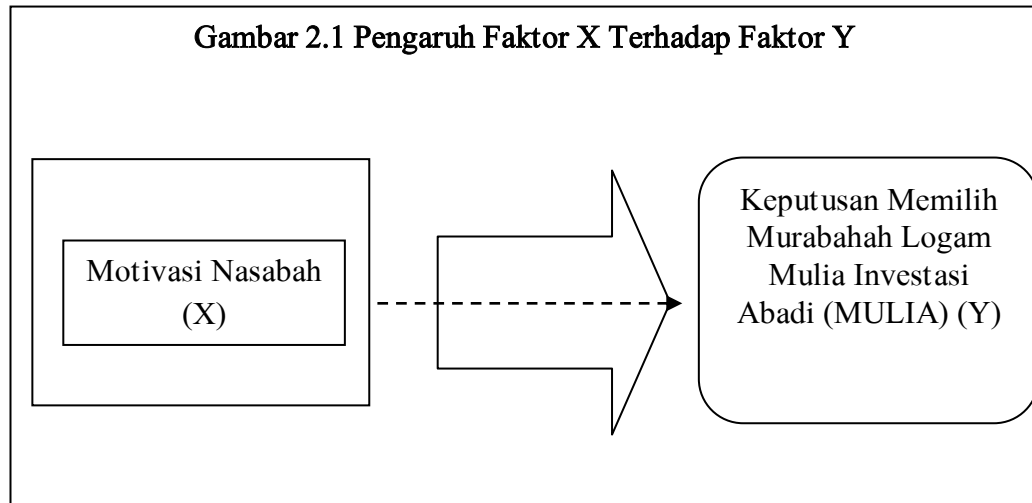 Gambar 2.1 Pengaruh Faktor X Terhadap Faktor Y
Motivasi Nasabah
(X)
Keputusan Memilih
Murabahah Logam
Mulia Investasi
Abadi (MULIA) (Y)